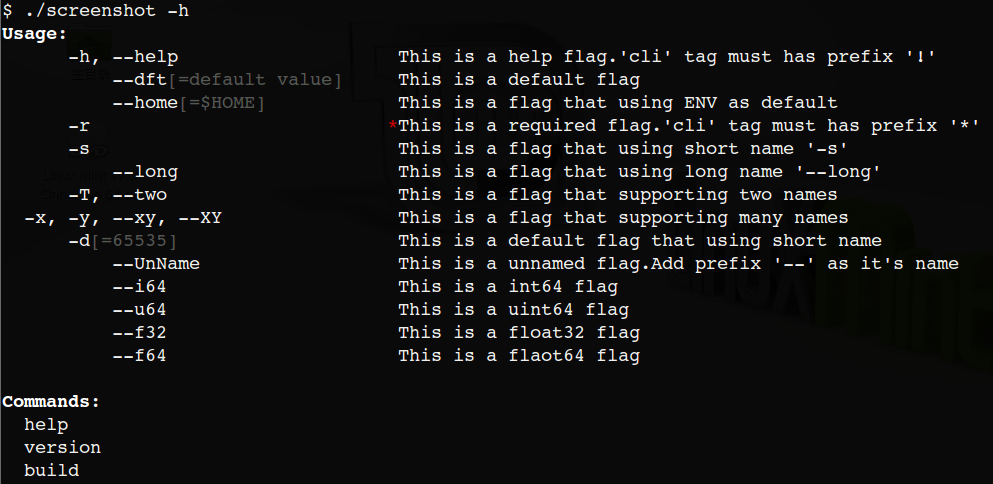 $ ./screenshot -h
Usage:
-h, --help This is a help flag.'cli' tag must has prefix '!'
--dft[=default value] This is a default flag
--home[=$HOME] This is a flag that using ENV as default
-r *This is a required flag.'cli' tag must has prefix '*'
-s This is a flag that using short name '-s'
--long This is a flag that using long name '--long'
-T, --two This is a flag that supporting two names
-x, -y, --xy, --XY This is a flag that supporting many names
-d[=65535] This is a default flag that using short name
--UnName This is a unnamed flag.Add prefix '--' as it's name
--i64 This is a int64 flag
--u64 This is a uint64 flag
--f32 This is a float32 flag
--f64 This is a flaot64 flag
Commands:
help
version
build